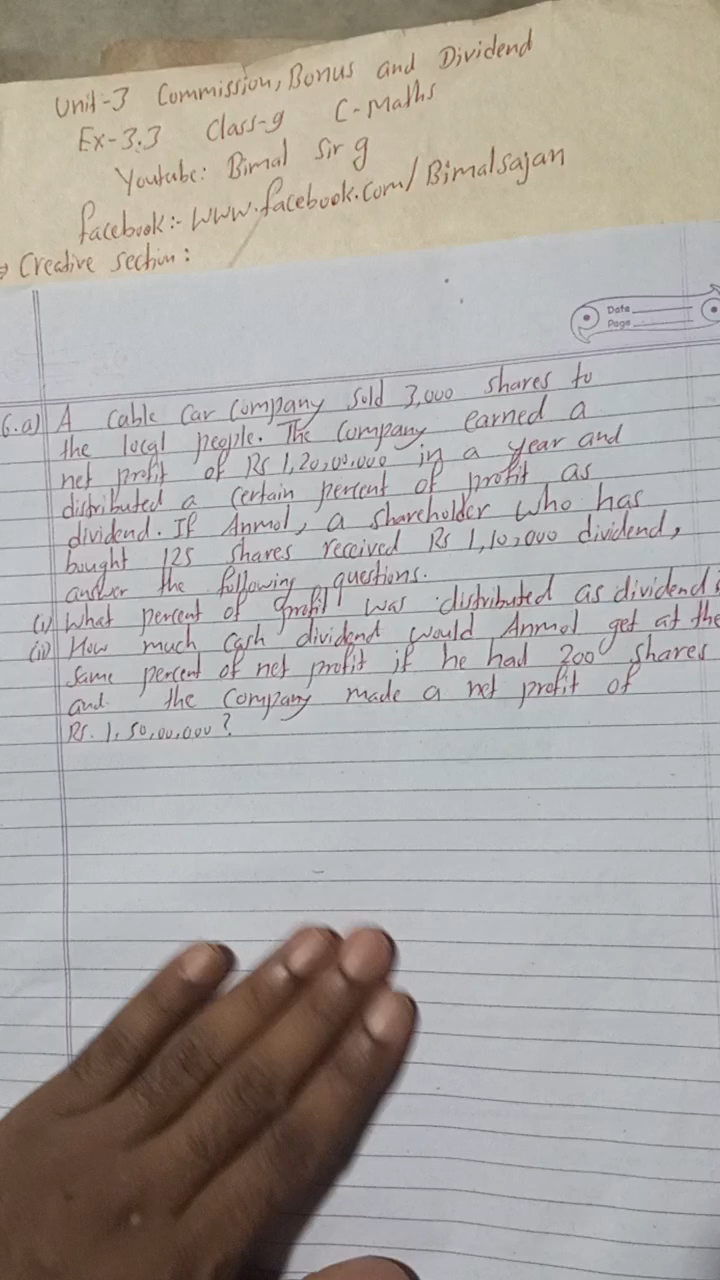 Unit-3 Commission, Bonus and Dividend
Ex-3.3 Class-9 C-Maths
Youtube: Bimal Sir g
facebook:- www.facebook.com/Bimalsajan
⇒ Creative section:
Date
Page
6.a) A Cable Car Company sold 3,000 shares to
the local people. The Company earned a
net profit of Rs 1,20,00,000 in a year and
distributed a certain percent of profit as
dividend. If Anmol, a shareholder who has
bought 125 shares received Rs 1,10,000 dividend,
answer the following questions.
(i) What percent of profit was distributed as dividend?
(ii) How much cash dividend would Anmol get at the
same percent of net profit if he had 200 shares
and the company made a net profit of
Rs. 1,50,00,000?